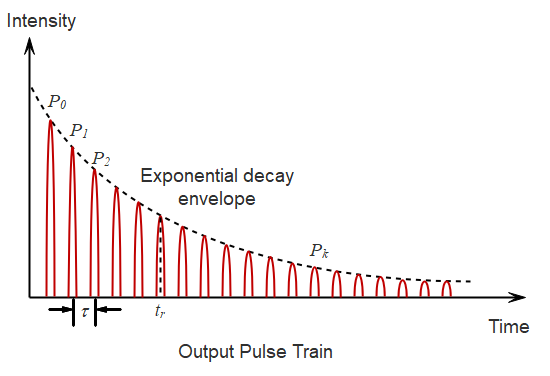 Intensity
P0
P1
P2
Exponential decay
envelope
Pk
τ
tr
Time
Output Pulse Train